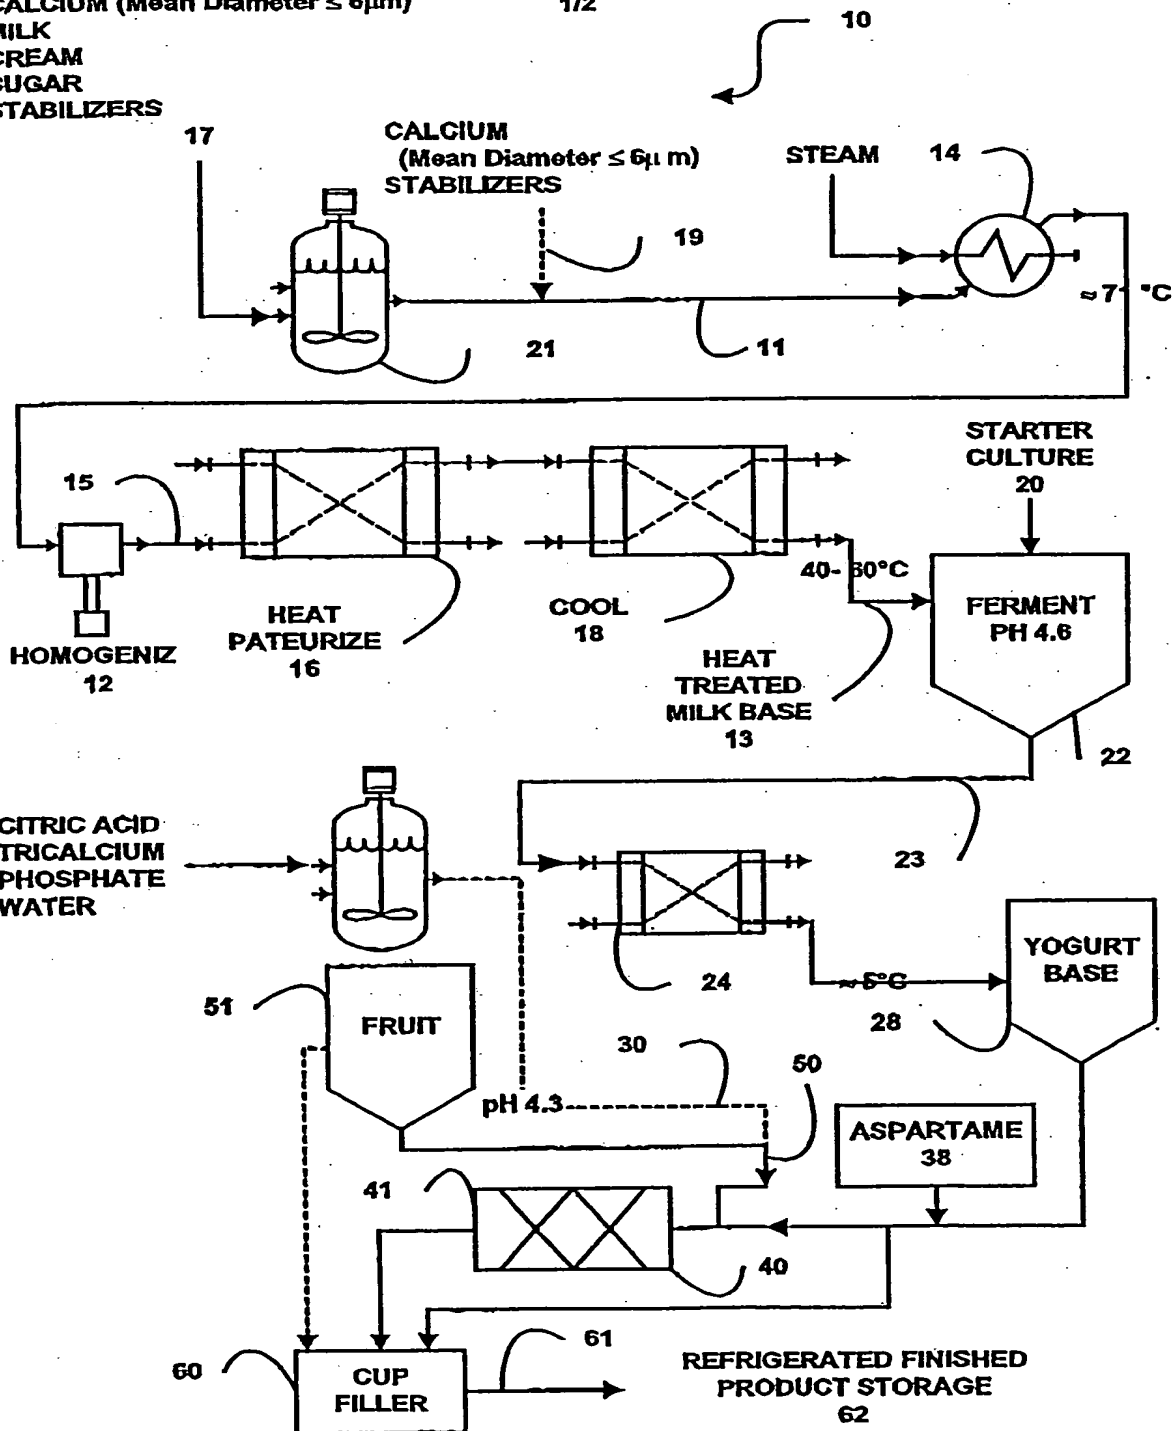 CALCIUM (Mean Diameter ≤ 6μm)
1/2
MILK
CREAM
SUGAR
STABILIZERS
10
17
CALCIUM
(Mean Diameter ≤ 6μ m)
STABILIZERS
STEAM
14
19
≈ 7 °C
21
11
STARTER
CULTURE
20
15
40- 60°C
HEAT
PATEURIZE
16
COOL
18
FERMENT
PH 4.6
HOMOGENIZ
12
HEAT
TREATED
MILK BASE
13
22
CITRIC ACID
TRICALCIUM
PHOSPHATE
WATER
23
YOGURT
BASE
24
≈ 5°C
28
51
FRUIT
30
50
pH 4.3
ASPARTAME
38
41
40
61
60
CUP
FILLER
REFRIGERATED FINISHED
PRODUCT STORAGE
62